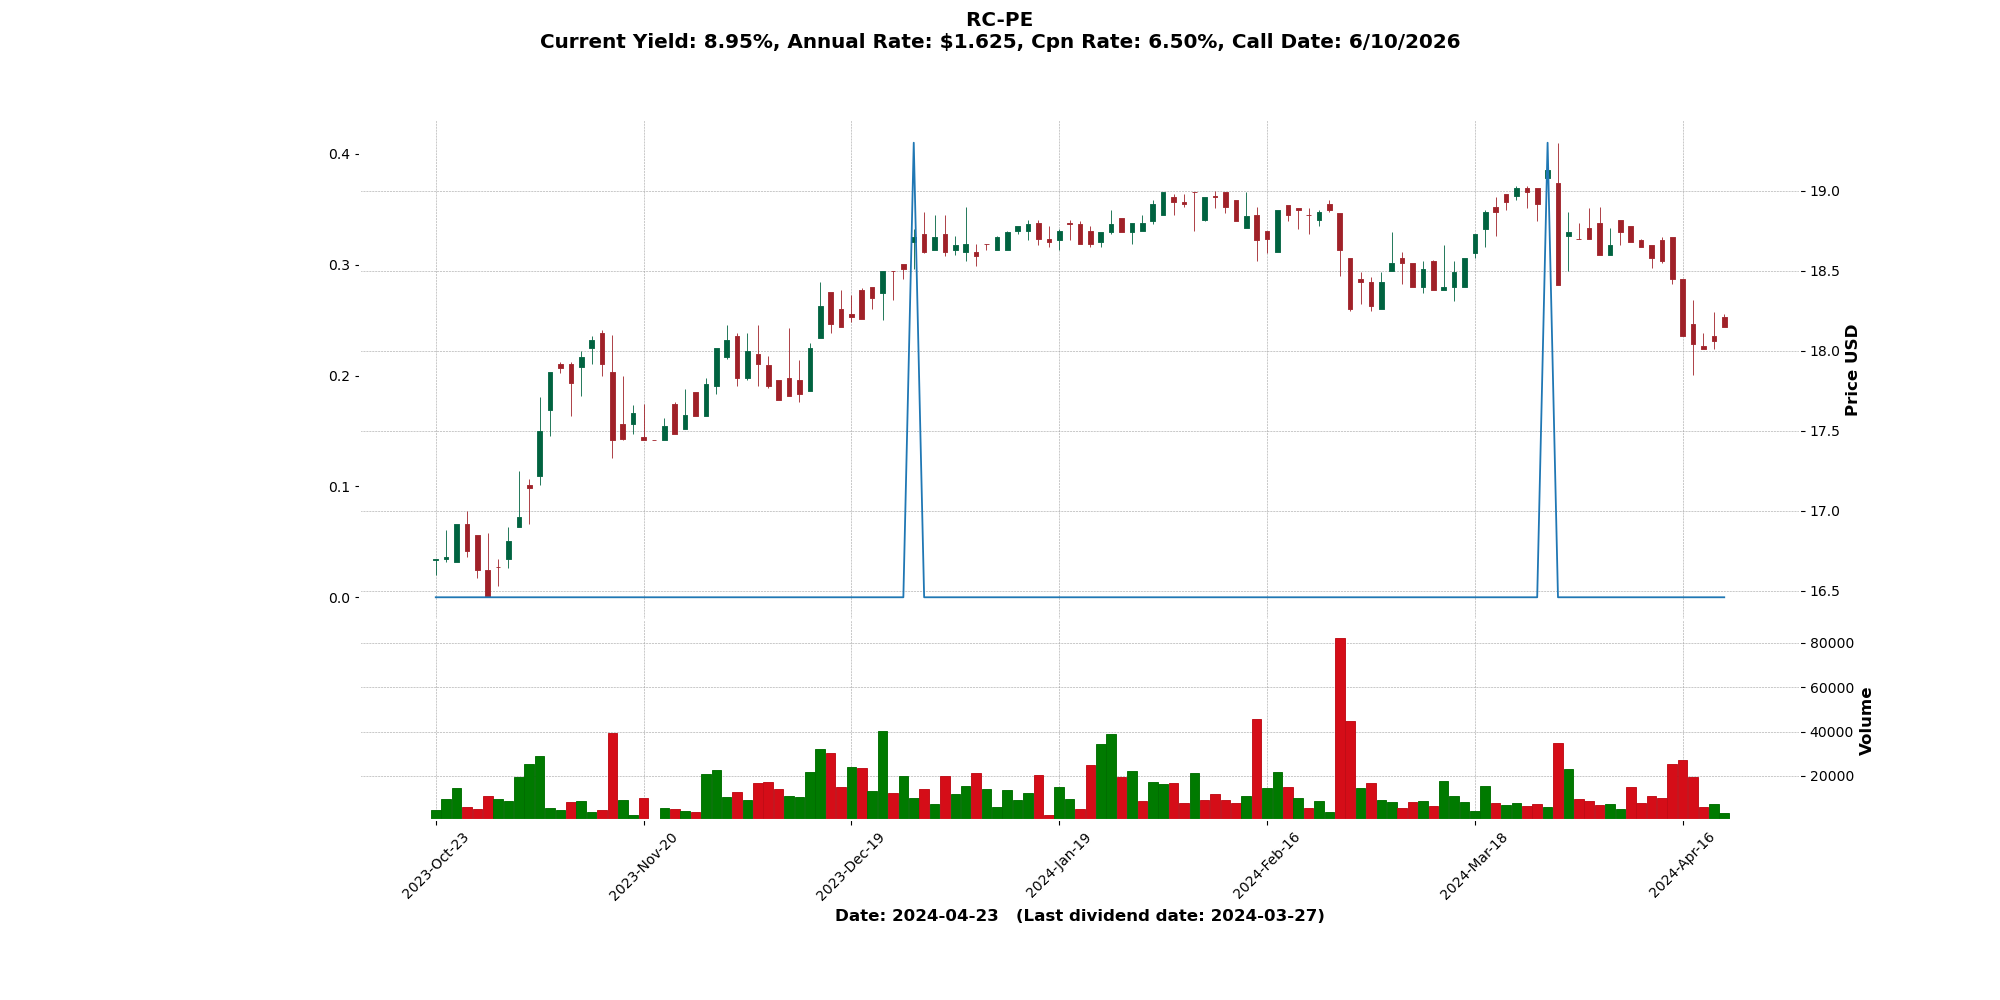 RC-PE
Current Yield: 8.95%, Annual Rate: $1.625, Cpn Rate: 6.50%, Call Date: 6/10/2026
0.4
0.3
0.2
0.1
0.0
19.0
18.5
18.0
17.5
17.0
16.5
Price USD
80000
60000
40000
20000
Volume
2023-Oct-23
2023-Nov-20
2023-Dec-19
2024-Jan-19
2024-Feb-16
2024-Mar-18
2024-Apr-16
Date: 2024-04-23   (Last dividend date: 2024-03-27)